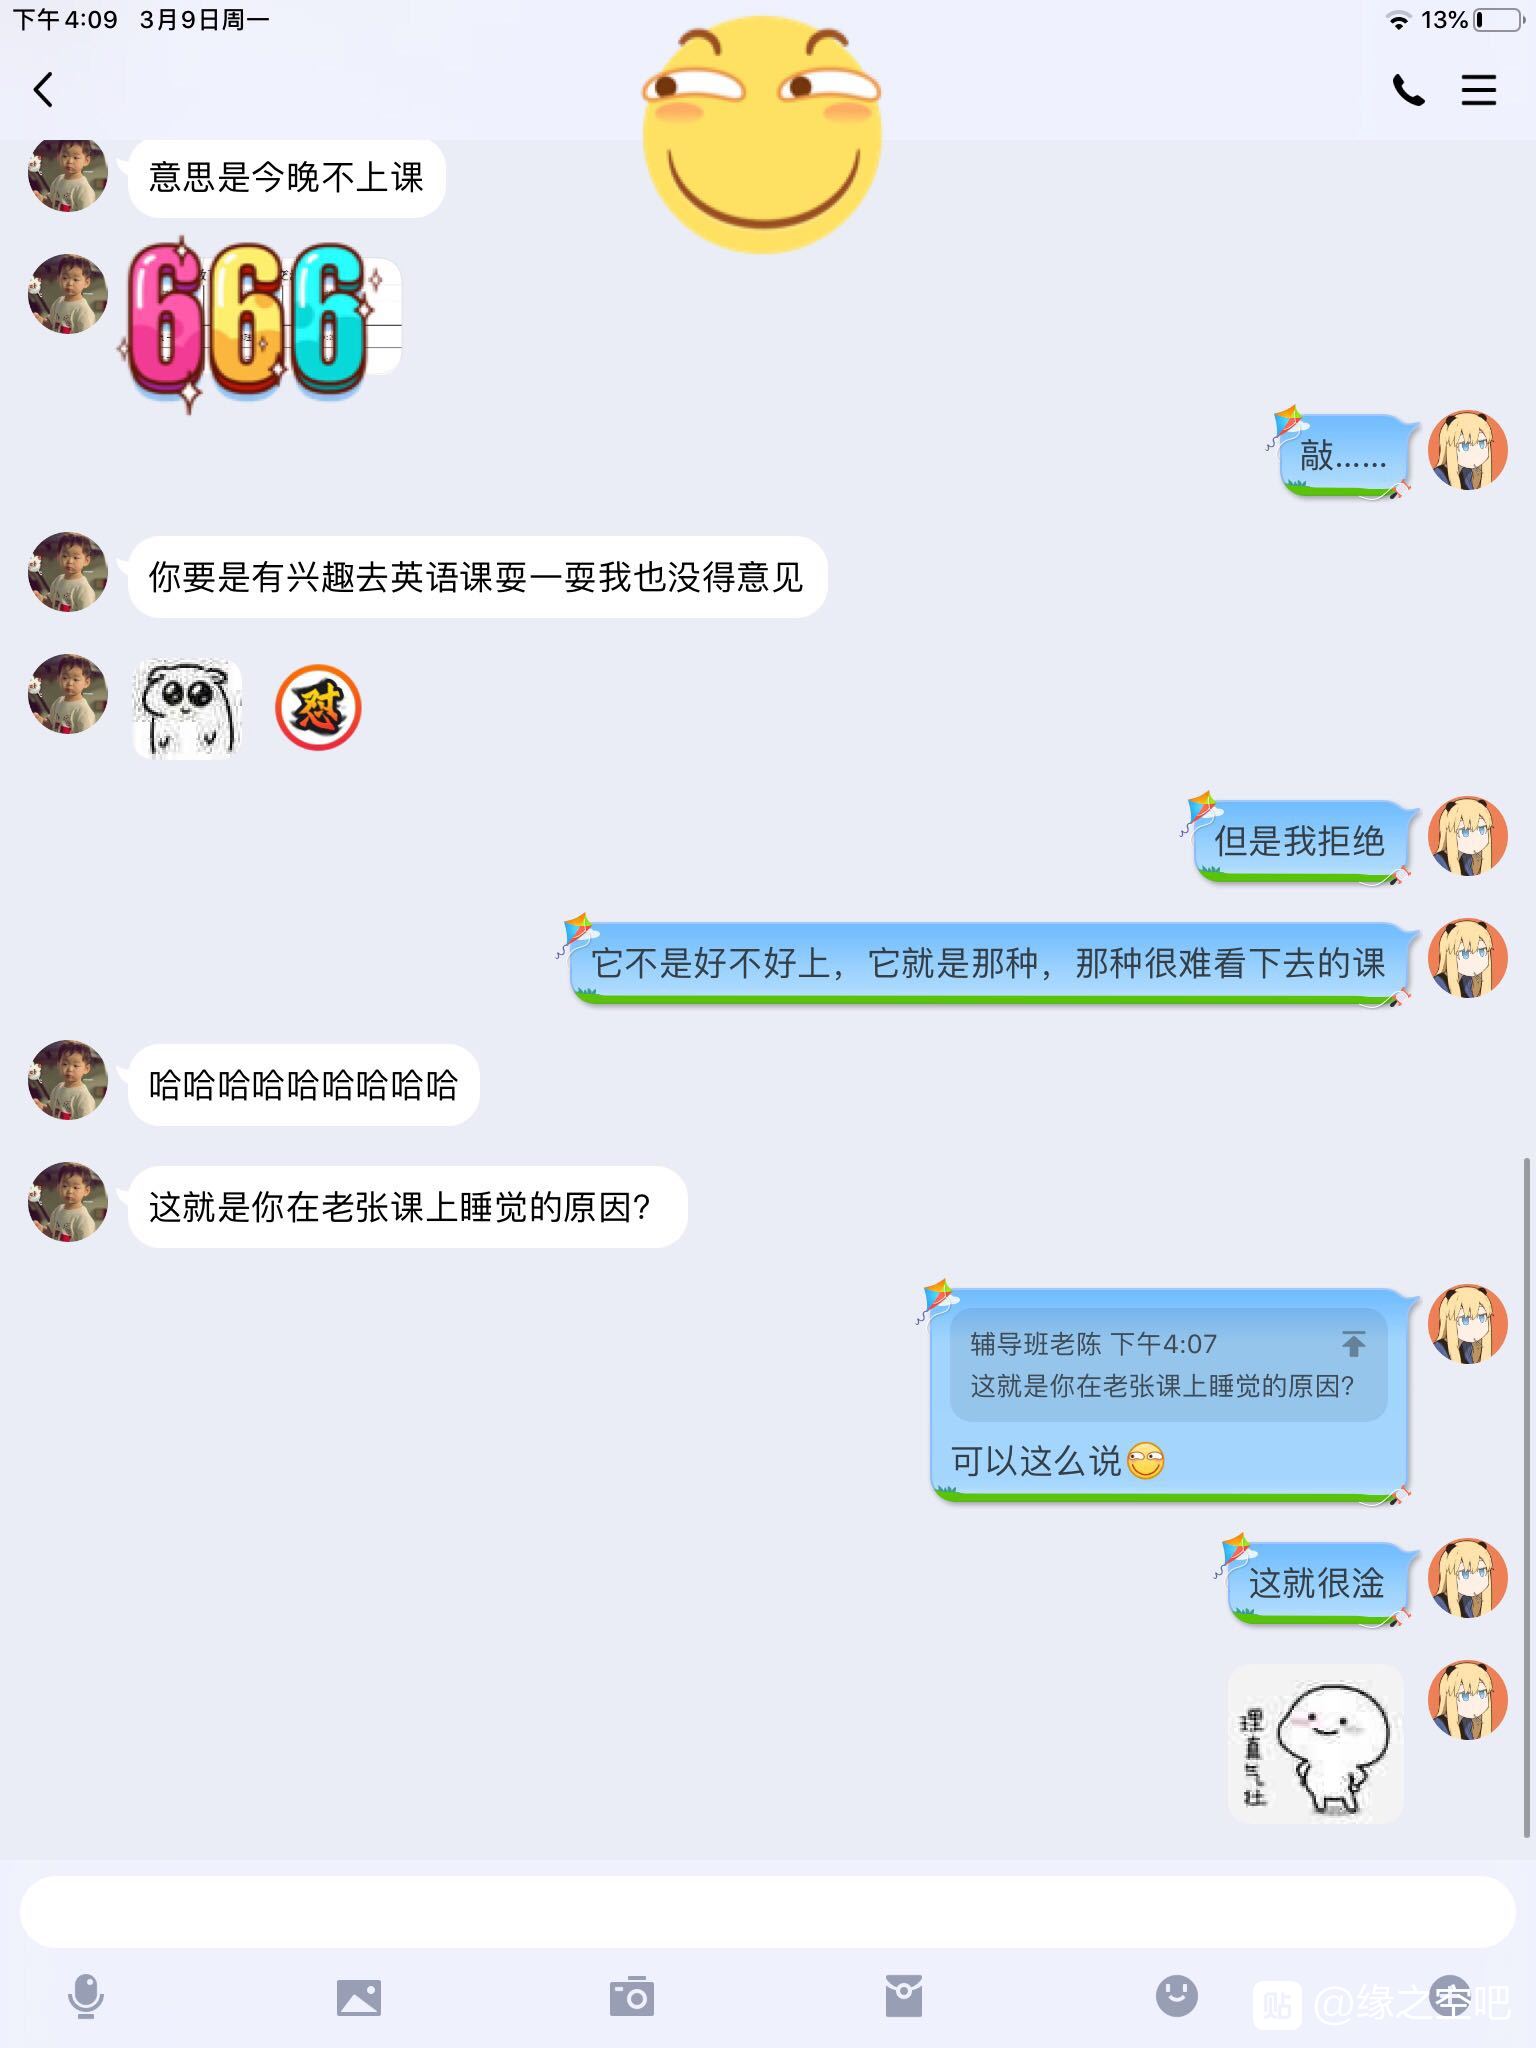 下午4:09 3月9日周一
13%
意思是今晚不上课
666
敲……
你要是有兴趣去英语课耍一耍我也没得意见
怼
但是我拒绝
它不是好不好上，它就是那种，那种很难看下去的课
哈哈哈哈哈哈哈哈哈
这就是你在老张课上睡觉的原因？
辅导班老陈 下午4:07
这就是你在老张课上睡觉的原因？
可以这么说
这就很淦
理直气壮
贴 @缘之空吧